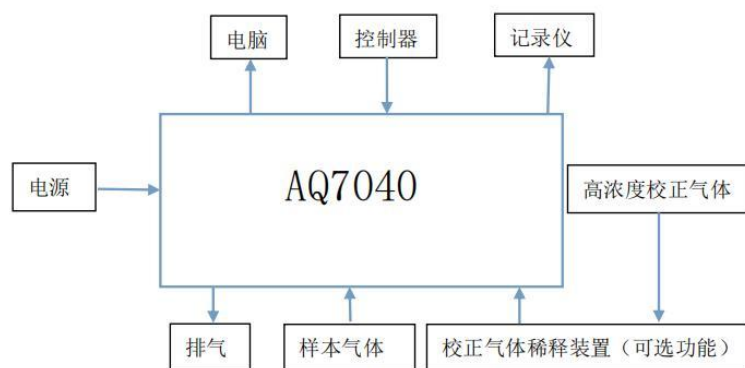 电脑
控制器
记录仪
AQ7040
电源
高浓度校正气体
排气
样本气体
校正气体稀释装置（可选功能）